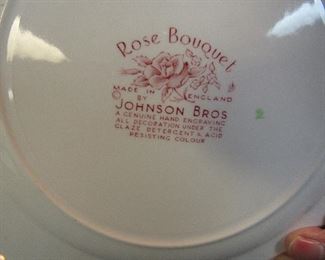 Rose Bouquet
MADE IN ENGLAND
BY
JOHNSON BROS
A GENUINE HAND ENGRAVING
ALL DECORATION UNDER THE
GLAZE DETERGENT & ACID
RESISTING COLOUR